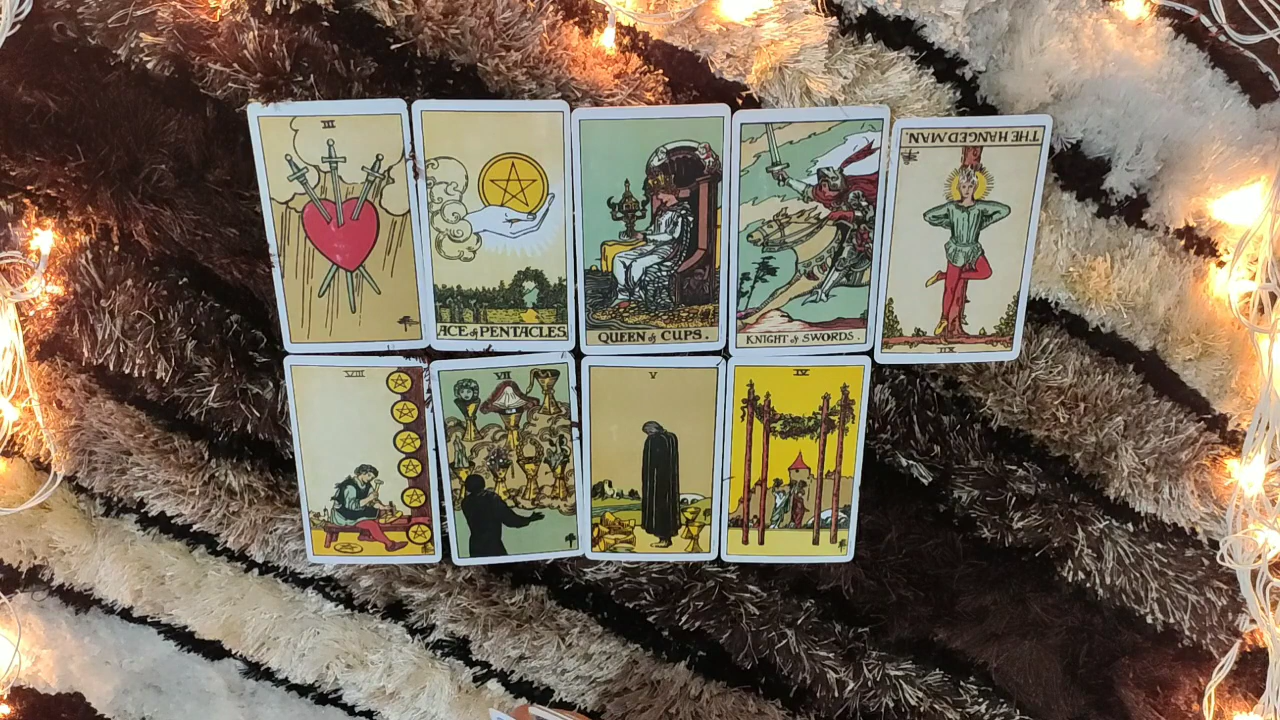 III
ACE of PENTACLES.
QUEEN of CUPS.
KNIGHT of SWORDS.
THE HANGED MAN.
XII
VIII
VII
V
IV